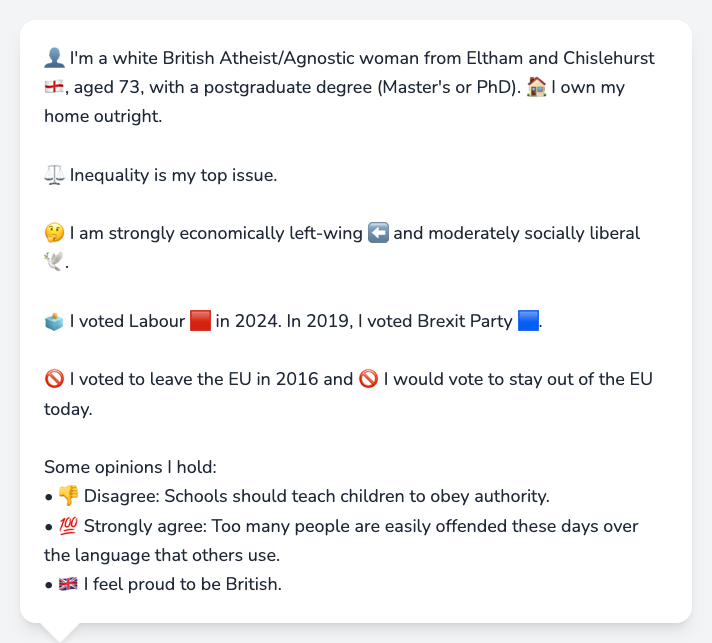 👤 I'm a white British Atheist/Agnostic woman from Eltham and Chislehurst
🏴󠁧󠁢󠁥󠁮󠁧󠁿, aged 73, with a postgraduate degree (Master's or PhD). 🏠 I own my
home outright.
⚖️ Inequality is my top issue.
🤔 I am strongly economically left-wing ⬅️ and moderately socially liberal
🕊️.
🗳️ I voted Labour 🟥 in 2024. In 2019, I voted Brexit Party 🟦.
🚫 I voted to leave the EU in 2016 and 🚫 I would vote to stay out of the EU
today.
Some opinions I hold:
• 👎 Disagree: Schools should teach children to obey authority.
• 💯 Strongly agree: Too many people are easily offended these days over
the language that others use.
• 🇬🇧 I feel proud to be British.